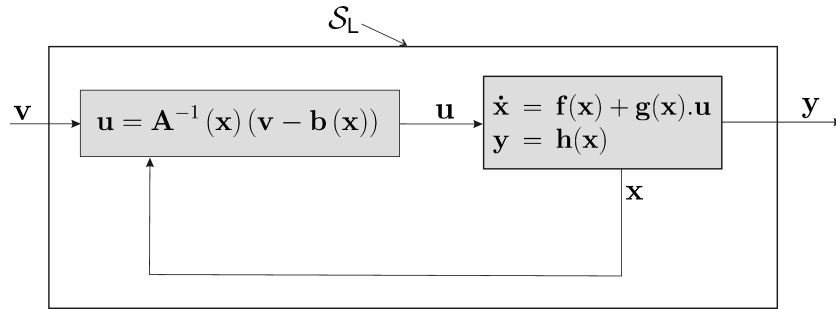 𝒮_L
v
u = A⁻¹ (x) (v − b (x))
u
ẋ = f(x) + g(x).u
y = h(x)
y
x